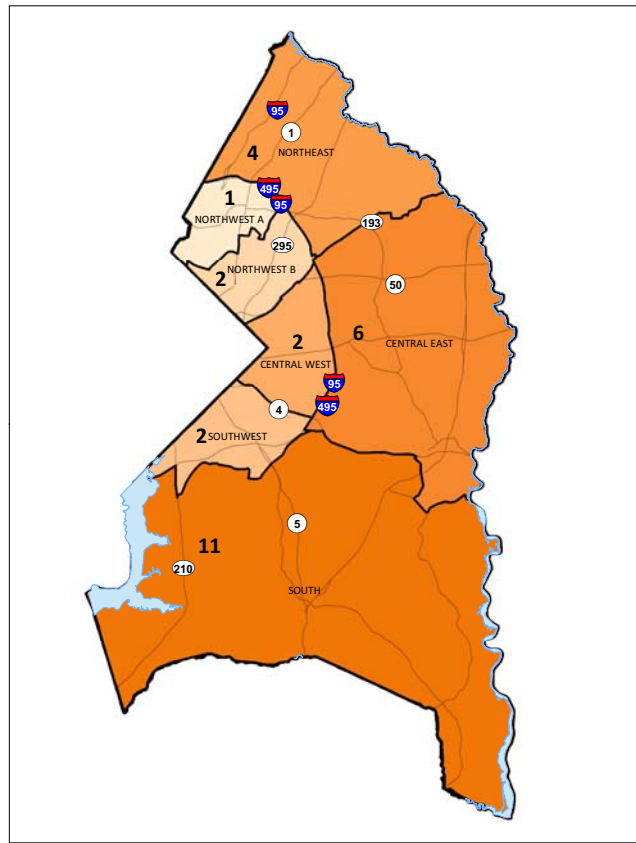 95
1
4
NORTHEAST
495
1
95
NORTHWEST A
193
295
2
NORTHWEST B
50
2
6
CENTRAL EAST
CENTRAL WEST
95
495
4
2
SOUTHWEST
5
11
210
SOUTH